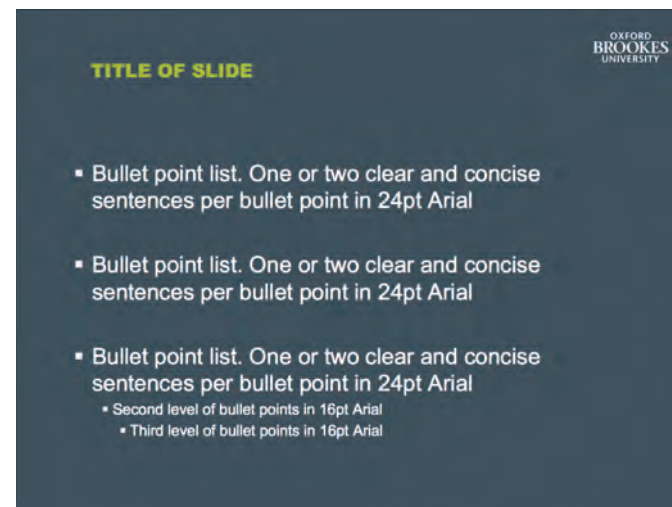 OXFORD
BROOKES
UNIVERSITY
TITLE OF SLIDE
▪ Bullet point list. One or two clear and concise
sentences per bullet point in 24pt Arial
▪ Bullet point list. One or two clear and concise
sentences per bullet point in 24pt Arial
▪ Bullet point list. One or two clear and concise
sentences per bullet point in 24pt Arial
▪ Second level of bullet points in 16pt Arial
▪ Third level of bullet points in 16pt Arial